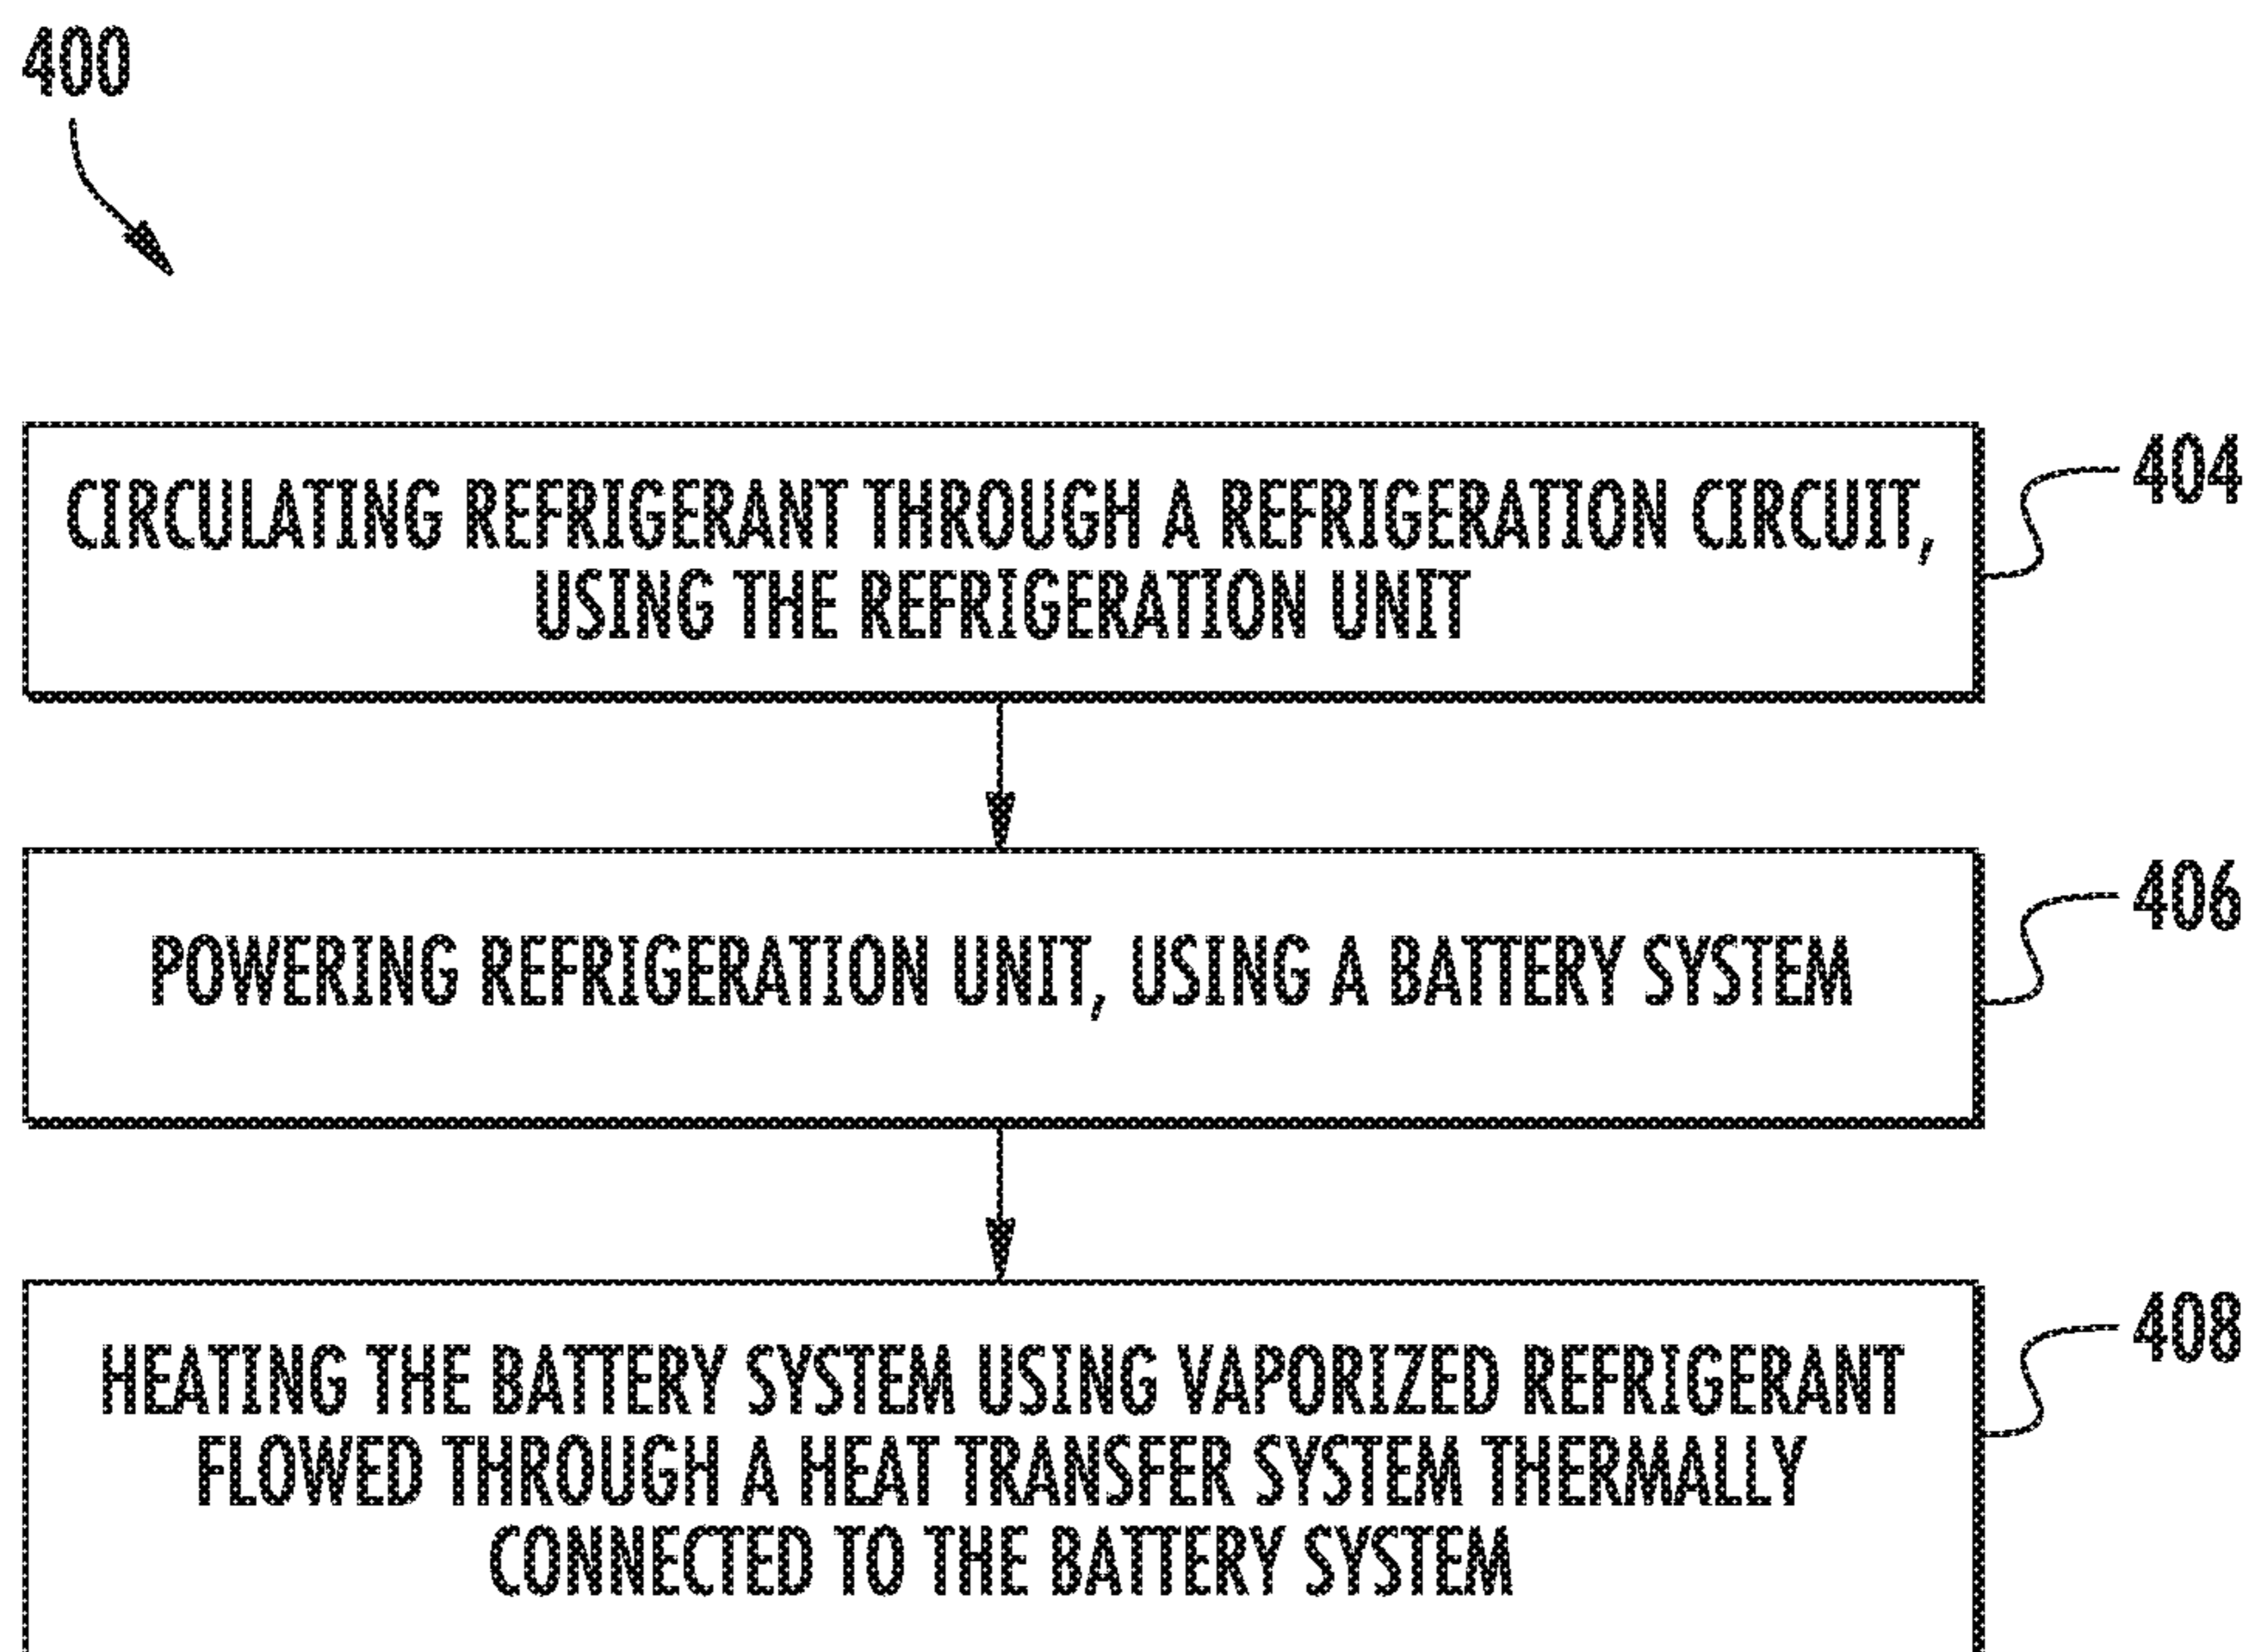 400
CIRCULATING REFRIGERANT THROUGH A REFRIGERATION CIRCUIT,
USING THE REFRIGERATION UNIT
404
POWERING REFRIGERATION UNIT, USING A BATTERY SYSTEM
406
HEATING THE BATTERY SYSTEM USING VAPORIZED REFRIGERANT
FLOWED THROUGH A HEAT TRANSFER SYSTEM THERMALLY
CONNECTED TO THE BATTERY SYSTEM
408